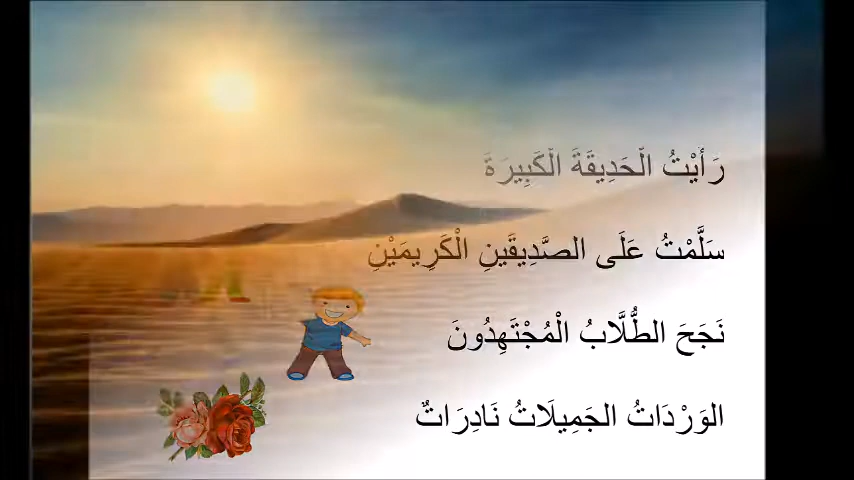 رَأَيْتُ الْحَدِيقَةَ الْكَبِيرَةَ
سَلَّمْتُ عَلَى الصَّدِيقَينِ الْكَرِيمَيْنِ
نَجَحَ الطُّلَّابُ الْمُجْتَهِدُونَ
الوَرْدَاتُ الجَمِيلَاتُ نَادِرَاتٌ